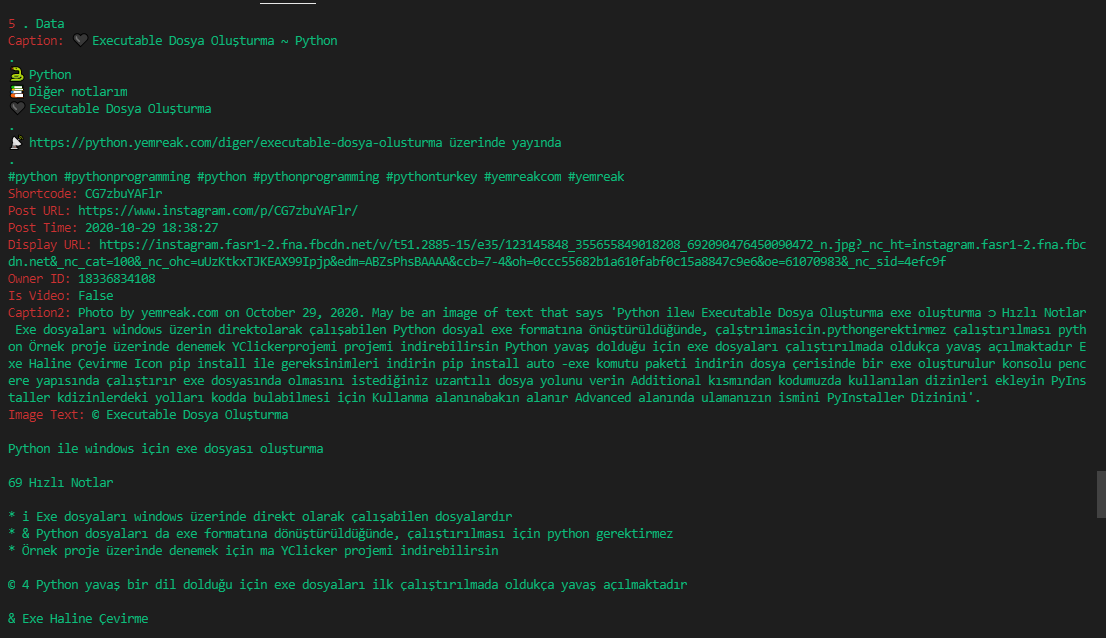 5 . Data
Caption: 🖤 Executable Dosya Oluşturma ~ Python
.
🐍 Python
📚 Diğer notlarım
🖤 Executable Dosya Oluşturma
.
📡 https://python.yemreak.com/diger/executable-dosya-olusturma üzerinde yayında
.
#python #pythonprogramming #python #pythonprogramming #pythonturkey #yemreakcom #yemreak
Shortcode: CG7zbuYAFlr
Post URL: https://www.instagram.com/p/CG7zbuYAFlr/
Post Time: 2020-10-29 18:38:27
Display URL: https://instagram.fasr1-2.fna.fbcdn.net/v/t51.2885-15/e35/123145848_355655849018208_692090476450090472_n.jpg?_nc_ht=instagram.fasr1-2.fna.fbc
dn.net&_nc_cat=100&_nc_ohc=uUzKtkxTJKEAX99Ipjp&edm=ABZsPhsBAAAA&ccb=7-4&oh=0ccc55682b1a610fabf0c15a8847c9e6&oe=61070983&_nc_sid=4efc9f
Owner ID: 18336834108
Is Video: False
Caption2: Photo by yemreak.com on October 29, 2020. May be an image of text that says 'Python ilew Executable Dosya Oluşturma exe oluşturma ɔ Hızlı Notlar
Exe dosyaları windows üzerin direktolarak çalışabilen Python dosyal exe formatına önüştürüldüğünde, çalştrıimasicin.pythongerektirmez çalıştırılması pyth
on Örnek proje üzerinde denemek YClickerprojemi projemi indirebilirsin Python yavaş dolduğu için exe dosyaları çalıştırılmada oldukça yavaş açılmaktadır E
xe Haline Çevirme Icon pip install ile gereksinimleri indirin pip install auto -exe komutu paketi indirin dosya çerisinde bir exe oluşturulur konsolu penc
ere yapısında çalıştırır exe dosyasında olmasını istediğiniz uzantılı dosya yolunu verin Additional kısmından kodumuzda kullanılan dizinleri ekleyin PyIns
taller kdizinlerdeki yolları kodda bulabilmesi için Kullanma alanınabakın alanır Advanced alanında ulamanızın ismini PyInstaller Dizinini'.
Image Text: © Executable Dosya Oluşturma
Python ile windows için exe dosyası oluşturma
69 Hızlı Notlar
* i Exe dosyaları windows üzerinde direkt olarak çalışabilen dosyalardır
* & Python dosyaları da exe formatına dönüştürüldüğünde, çalıştırılması için python gerektirmez
* Örnek proje üzerinde denemek için ma YClicker projemi indirebilirsin
© 4 Python yavaş bir dil dolduğu için exe dosyaları ilk çalıştırılmada oldukça yavaş açılmaktadır
& Exe Haline Çevirme